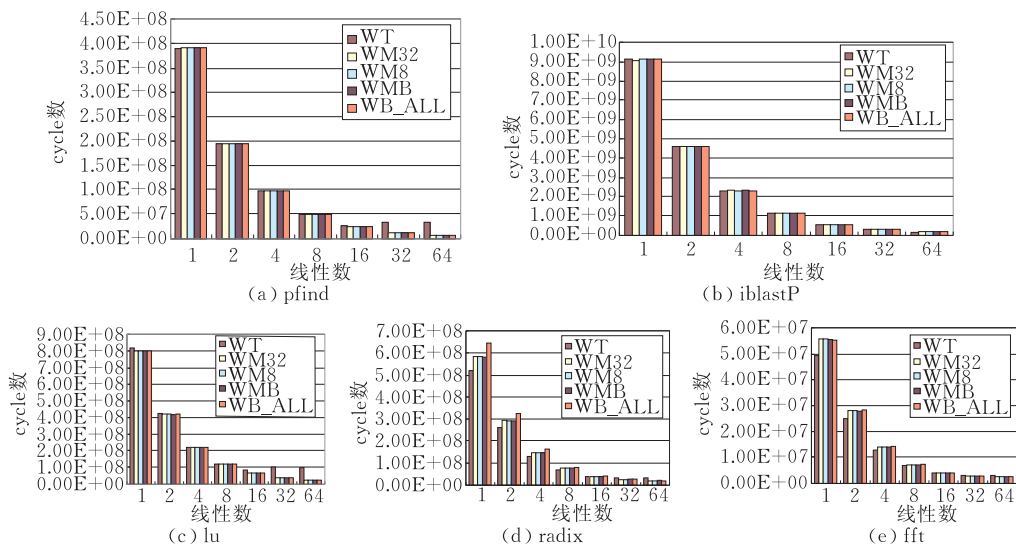 4.50E+08
4.00E+08
3.50E+08
3.00E+08
2.50E+08
2.00E+08
1.50E+08
1.00E+08
5.00E+07
0.00E+00
cycle数
WT
WM32
WM8
WMB
WB_ALL
1 2 4 8 16 32 64
线性数
(a) pfind
1.00E+10
9.00E+09
8.00E+09
7.00E+09
6.00E+09
5.00E+09
4.00E+09
3.00E+09
2.00E+09
1.00E+09
0.00E+00
cycle数
WT
WM32
WM8
WMB
WB_ALL
1 2 4 8 16 32 64
线性数
(b) iblastP
9.00E+08
8.00E+08
7.00E+08
6.00E+08
5.00E+08
4.00E+08
3.00E+08
2.00E+08
1.00E+08
0.00E+00
cycle数
WT
WM32
WM8
WMB
WB_ALL
1 2 4 8 16 32 64
线性数
(c) lu
7.00E+08
6.00E+08
5.00E+08
4.00E+08
3.00E+08
2.00E+08
1.00E+08
0.00E+00
cycle数
WT
WM32
WM8
WMB
WB_ALL
1 2 4 8 16 32 64
线性数
(d) radix
6.00E+07
5.00E+07
4.00E+07
3.00E+07
2.00E+07
1.00E+07
0.00E+00
cycle数
WT
WM32
WM8
WMB
WB_ALL
1 2 4 8 16 32 64
线性数
(e) fft